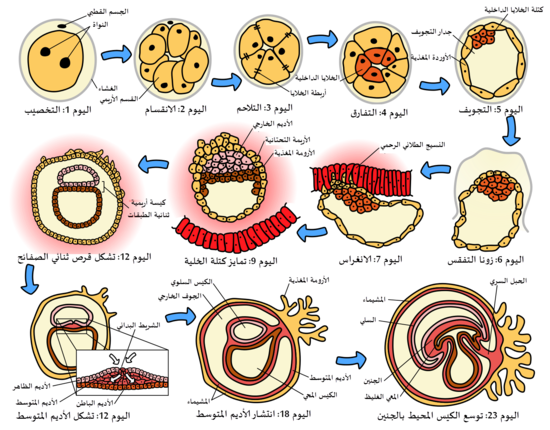 الجسم القطبي
النواة
الغشاء
اليوم 1: التخصيب
القسم الأريمي
اليوم 2: الانقسام
أربطة الخلايا
اليوم 3: التلاحم
الخلايا الداخلية
اليوم 4: التفارق
كتلة الخلايا الداخلية
جدار التجويف
الأوردة المغذية
اليوم 5: التجويف
اليوم 6: زونا التفقس
النسيج الطلائي الرحمي
اليوم 7: الانغراس
الأديم الخارجي
الأريمة التحتانية
الأرومة المغذية
اليوم 9: تمايز كتلة الخلية
كيسة أريمية
ثنائية الطبقات
اليوم 12: تشكل قرص ثنائي الصفائح
الشريط البدائي
الأديم الظاهر
الأديم المتوسط
الأديم الباطن
اليوم 12: تشكل الأديم المتوسط
الأرومة المغذية
الكيس السلوي
الجوف الخارجي
الأديم المتوسط
الكيس المحي
المشيماء
اليوم 18: انتشار الأديم المتوسط
الحبل السري
المشيماء
السلي
الجنين
المعي الغليظ
اليوم 23: توسع الكيس المحيط بالجنين